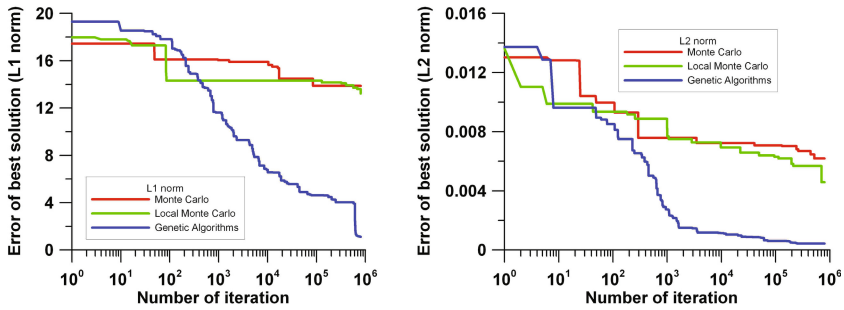 Error of best solution (L1 norm)
20
16
12
8
4
0
L1 norm
Monte Carlo
Local Monte Carlo
Genetic Algorithms
10^0 10^1 10^2 10^3 10^4 10^5 10^6
Number of iteration
Error of best solution (L2 norm)
0.016
0.012
0.008
0.004
0
L2 norm
Monte Carlo
Local Monte Carlo
Genetic Algorithms
10^0 10^1 10^2 10^3 10^4 10^5 10^6
Number of iteration